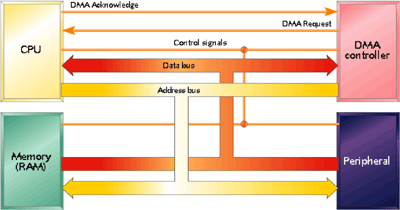 DMA Acknowledge
DMA Request
CPU
Control signals
DMA
controller
Data bus
Address bus
Memory
(RAM)
Peripheral